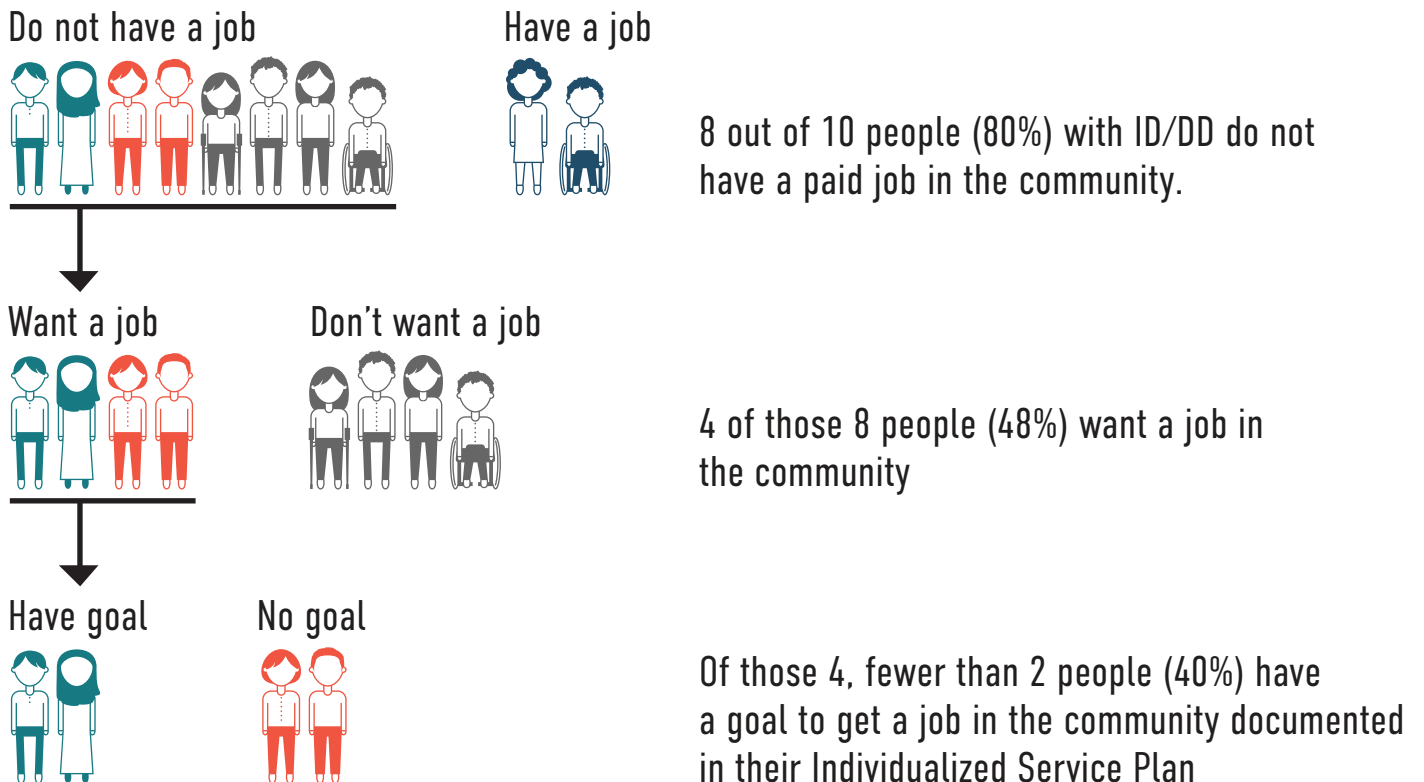 Do not have a job
Have a job
8 out of 10 people (80%) with ID/DD do not
have a paid job in the community.
Want a job
Don't want a job
4 of those 8 people (48%) want a job in
the community
Have goal
No goal
Of those 4, fewer than 2 people (40%) have
a goal to get a job in the community documented
in their Individualized Service Plan